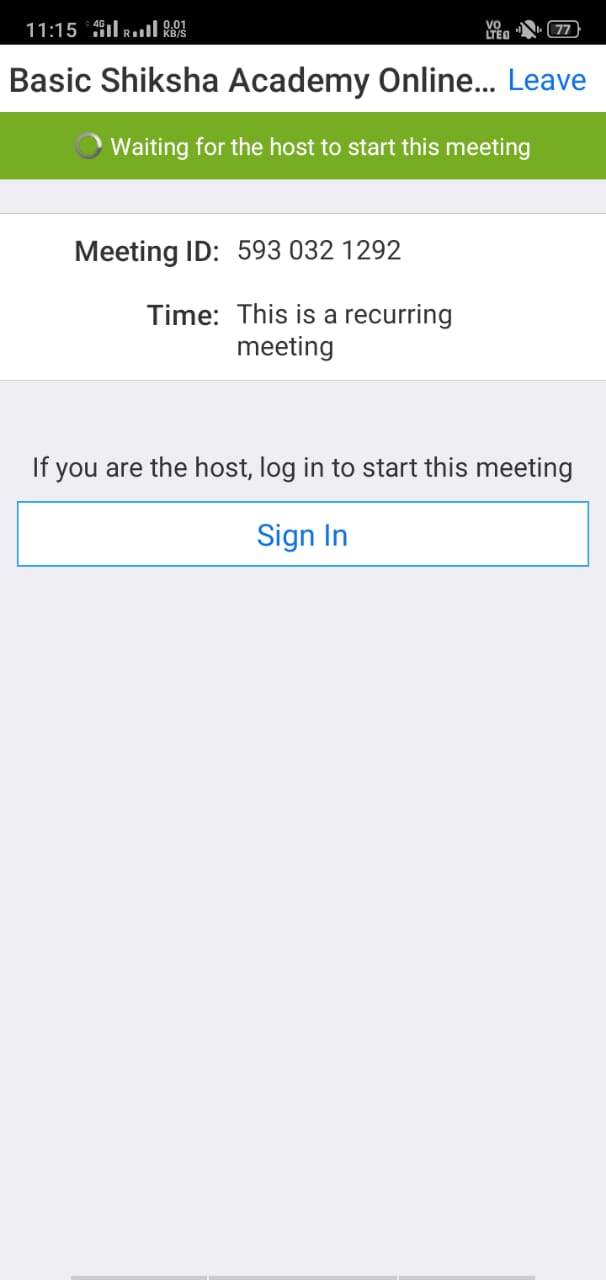 11:15 4G R 0.01 KB/S VO LTE 77
Basic Shiksha Academy Online... Leave
Waiting for the host to start this meeting
Meeting ID: 593 032 1292
Time: This is a recurring
meeting
If you are the host, log in to start this meeting
Sign In